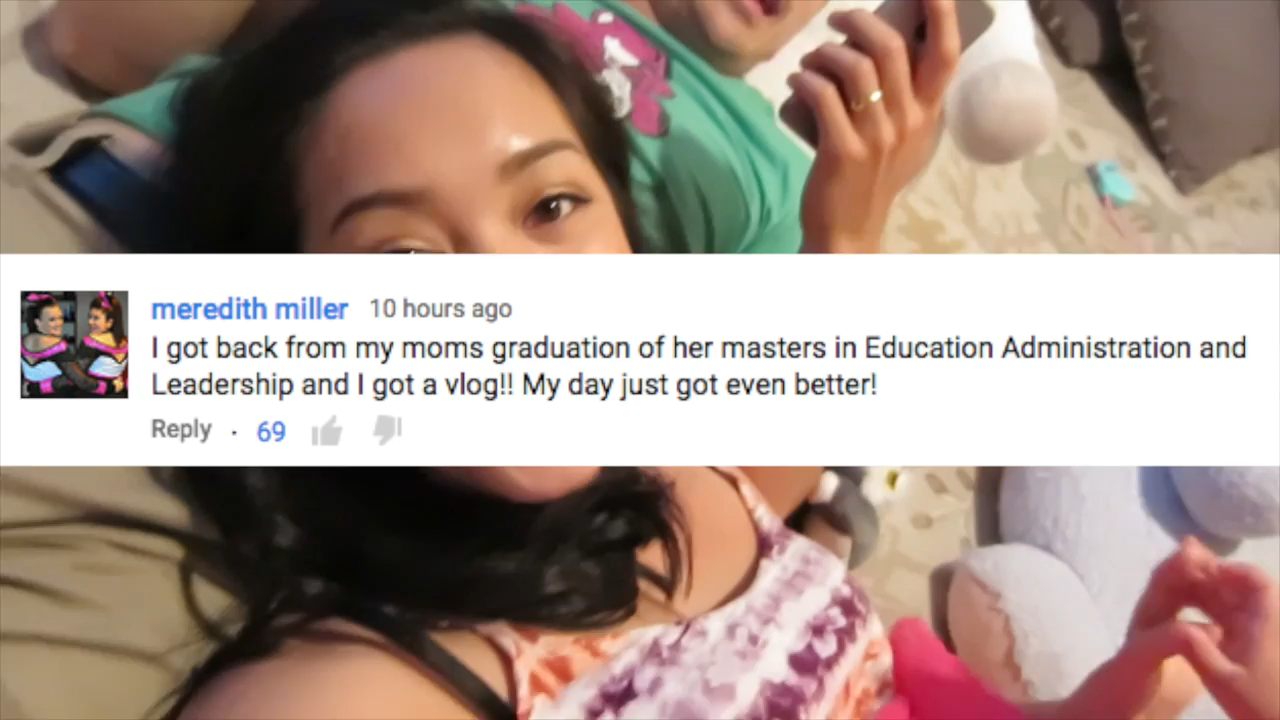 meredith miller 10 hours ago
I got back from my moms graduation of her masters in Education Administration and
Leadership and I got a vlog!! My day just got even better!
Reply · 69